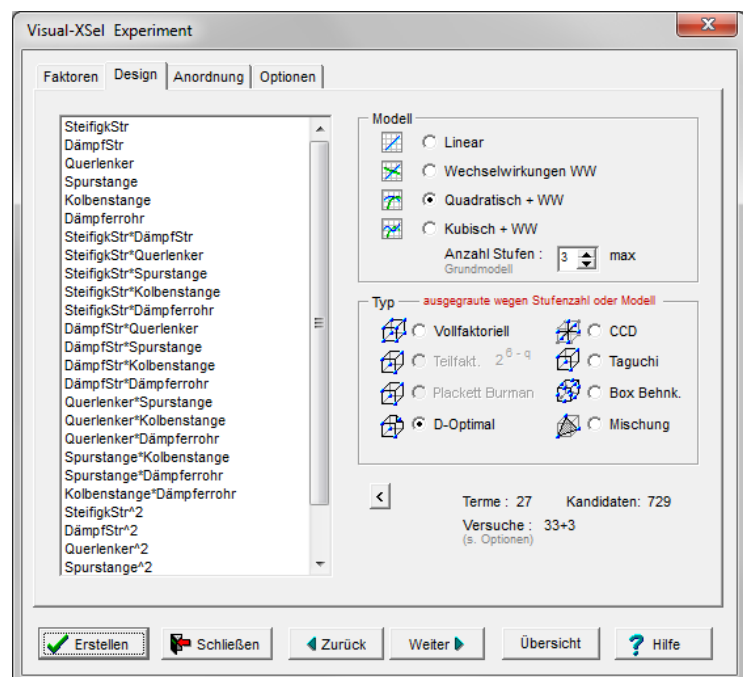 Visual-XSel Experiment
Faktoren Design Anordnung Optionen
SteifigkStr
DämpfStr
Querlenker
Spurstange
Kolbenstange
Dämpferrohr
SteifigkStr*DämpfStr
SteifigkStr*Querlenker
SteifigkStr*Spurstange
SteifigkStr*Kolbenstange
SteifigkStr*Dämpferrohr
DämpfStr*Querlenker
DämpfStr*Spurstange
DämpfStr*Kolbenstange
DämpfStr*Dämpferrohr
Querlenker*Spurstange
Querlenker*Kolbenstange
Querlenker*Dämpferrohr
Spurstange*Kolbenstange
Spurstange*Dämpferrohr
Kolbenstange*Dämpferrohr
SteifigkStr^2
DämpfStr^2
Querlenker^2
Spurstange^2
Modell
Linear
Wechselwirkungen WW
Quadratisch + WW
Kubisch + WW
Anzahl Stufen : 3 max
Grundmodell
Typ ausgegraute wegen Stufenzahl oder Modell
Vollfaktoriell CCD
Teilfakt. 2^6 - q Taguchi
Plackett Burman Box Behnk.
D-Optimal Mischung
< Terme : 27 Kandidaten: 729
Versuche : 33+3
(s. Optionen)
Erstellen Schließen Zurück Weiter Übersicht ? Hilfe